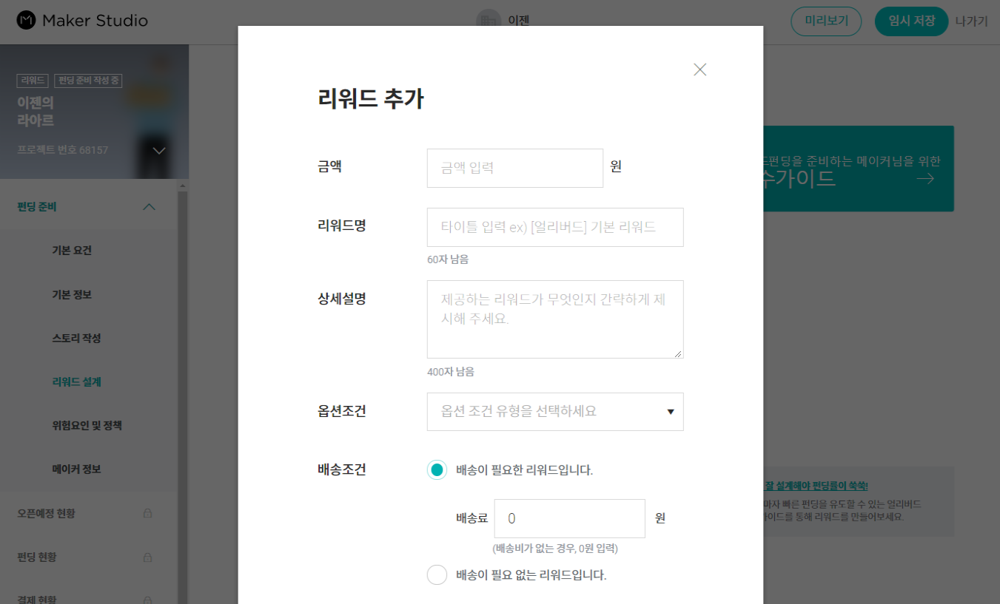 Maker Studio
이젠
미리보기
임시 저장
나가기
리워드
펀딩 준비 작성 중
이젠의
라아르
프로젝트 번호 68157
펀딩 준비
기본 요건
기본 정보
스토리 작성
리워드 설계
위험요인 및 정책
메이커 정보
오픈예정 현황
펀딩 현황
결제 현황
리워드 추가
금액
금액 입력
원
리워드명
타이틀 입력 ex) [얼리버드] 기본 리워드
60자 남음
상세설명
제공하는 리워드가 무엇인지 간략하게 제
시해 주세요.
400자 남음
옵션조건
옵션 조건 유형을 선택하세요
배송조건
배송이 필요한 리워드입니다.
배송료
0
원
(배송비가 없는 경우, 0원 입력)
배송이 필요 없는 리워드입니다.
드펀딩을 준비하는 메이커님을 위한
수가이드
잘 설계해야 펀딩률이 쑥쑥!
마자 빠른 펀딩을 유도할 수 있는 얼리버드
가이드를 통해 리워드를 만들어보세요.